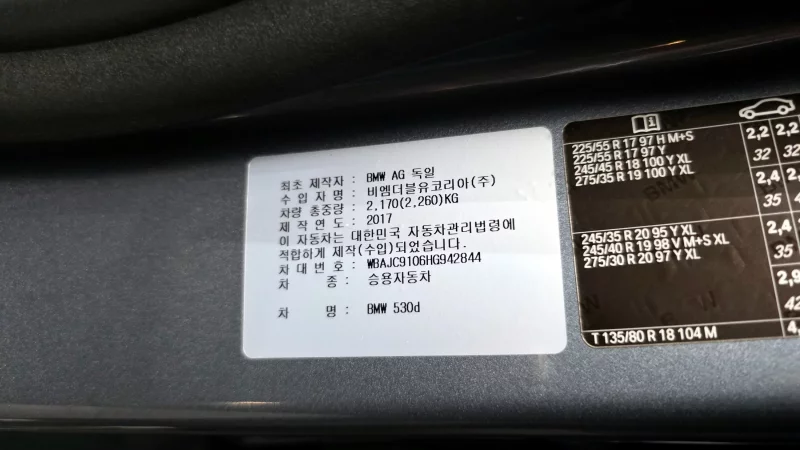 최초 제작자 : BMW AG 독일
수 입 자 명 : 비엠더블유코리아(주)
차량 총중량 : 2,170(2,260)KG
제 작 연 도 : 2017
이 자동차는 대한민국 자동차관리법령에
적합하게 제작(수입)되었습니다.
차 대 번 호 : WBAJC9106HG942844
차 종 : 승용자동차
차 명 : BMW 530d
225/55 R 17 97 H M+S
225/55 R 17 97 Y
245/45 R 18 100 Y XL
275/35 R 19 100 Y XL
2,2 2,2
32 32
2,4
35
245/35 R 20 95 Y XL
245/40 R 19 98 V M+S XL
275/30 R 20 97 Y XL
2,4
35
2,9
42
T 135/80 R 18 104 M